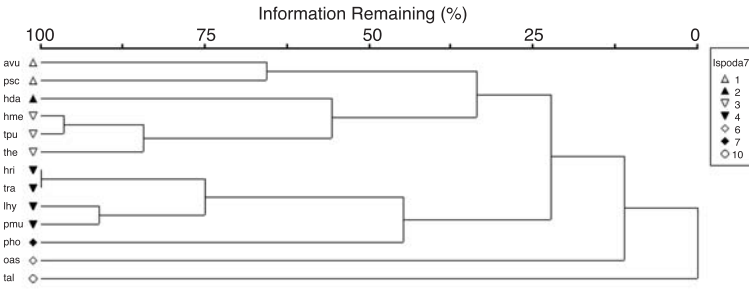 Information Remaining (%)
100 75 50 25 0
avu
psc
hda
hme
tpu
the
hri
tra
lhy
pmu
pho
oas
tal
Ispoda7
1
2
3
4
6
7
10